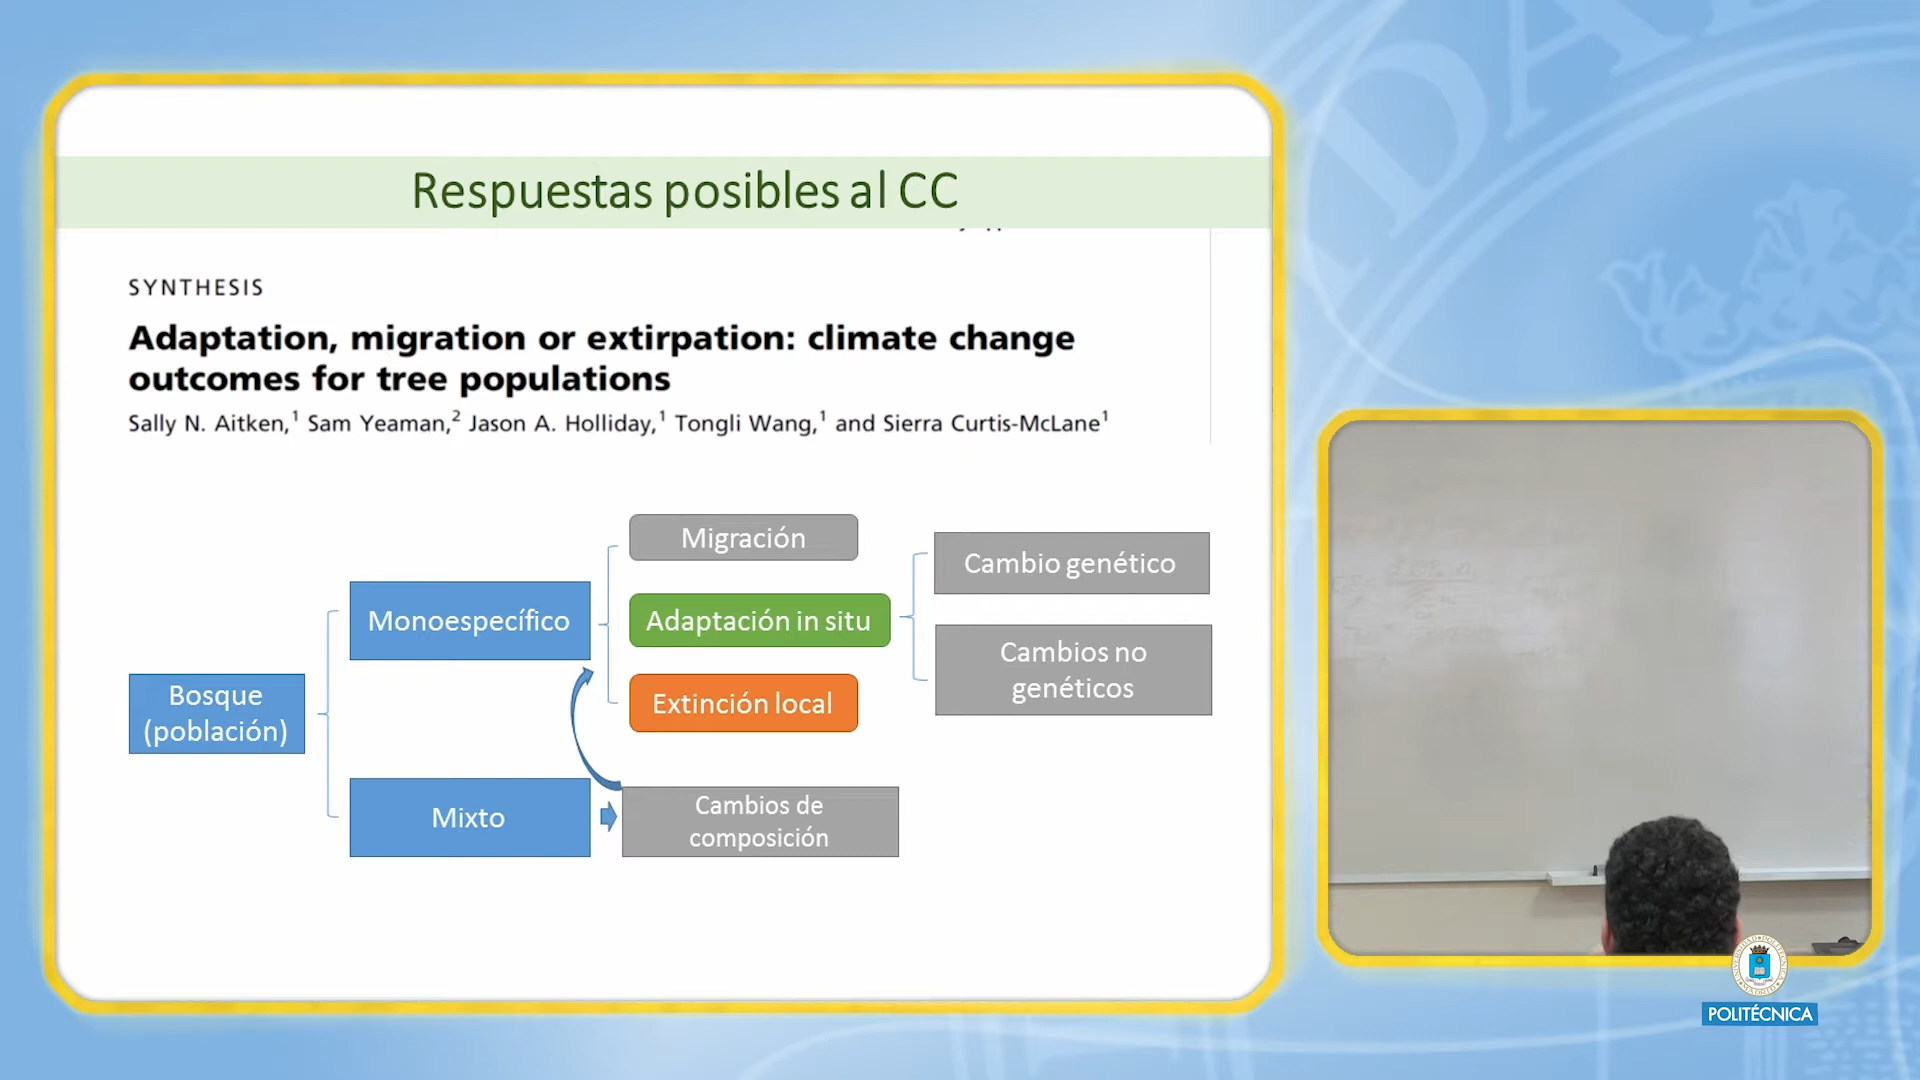 Respuestas posibles al CC
SYNTHESIS
Adaptation, migration or extirpation: climate change
outcomes for tree populations
Sally N. Aitken,¹ Sam Yeaman,² Jason A. Holliday,¹ Tongli Wang,¹ and Sierra Curtis-McLane¹
Bosque
(población)
Monoespecífico
Mixto
Migración
Adaptación in situ
Extinción local
Cambios de
composición
Cambio genético
Cambios no
genéticos
POLITÉCNICA